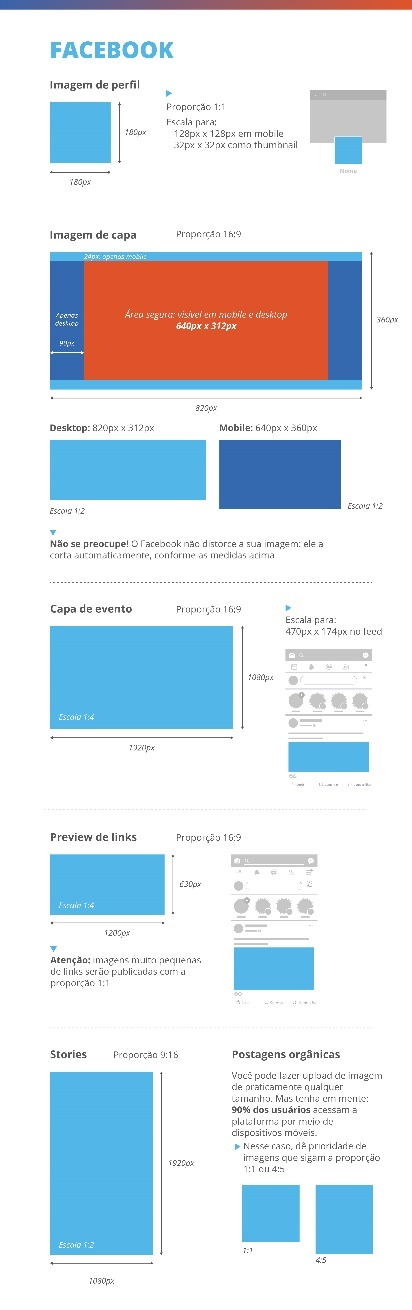 FACEBOOK
Imagem de perfil
180px
180px
Proporção 1:1
Escala para:
128px x 128px em mobile
32px x 32px como thumbnail
Nome
Imagem de capa
Proporção 16:9
24px, apenas mobile
Apenas
desktop
90px
Área segura: visível em mobile e desktop
640px x 312px
360px
820px
Desktop: 820px x 312px
Mobile: 640px x 360px
Escala 1:2
Escala 1:2
Não se preocupe! O Facebook não distorce a sua imagem: ele a
corta automaticamente, conforme as medidas acima
Capa de evento
Proporção 16:9
Escala para:
470px x 174px no feed
Escala 1:4
1080px
1920px
Preview de links
Proporção 16:9
Escala 1:4
630px
1200px
Atenção: imagens muito pequenas
de links serão publicadas com a
proporção 1:1
Stories
Proporção 9:16
Escala 1:2
1920px
1080px
Postagens orgânicas
Você pode fazer upload de imagem
de praticamente qualquer
tamanho. Mas tenha em mente:
90% dos usuários acessam a
plataforma por meio de
dispositivos móveis.
Nesse caso, dê prioridade de
imagens que sigam a proporção
1:1 ou 4:5
1:1
4:5